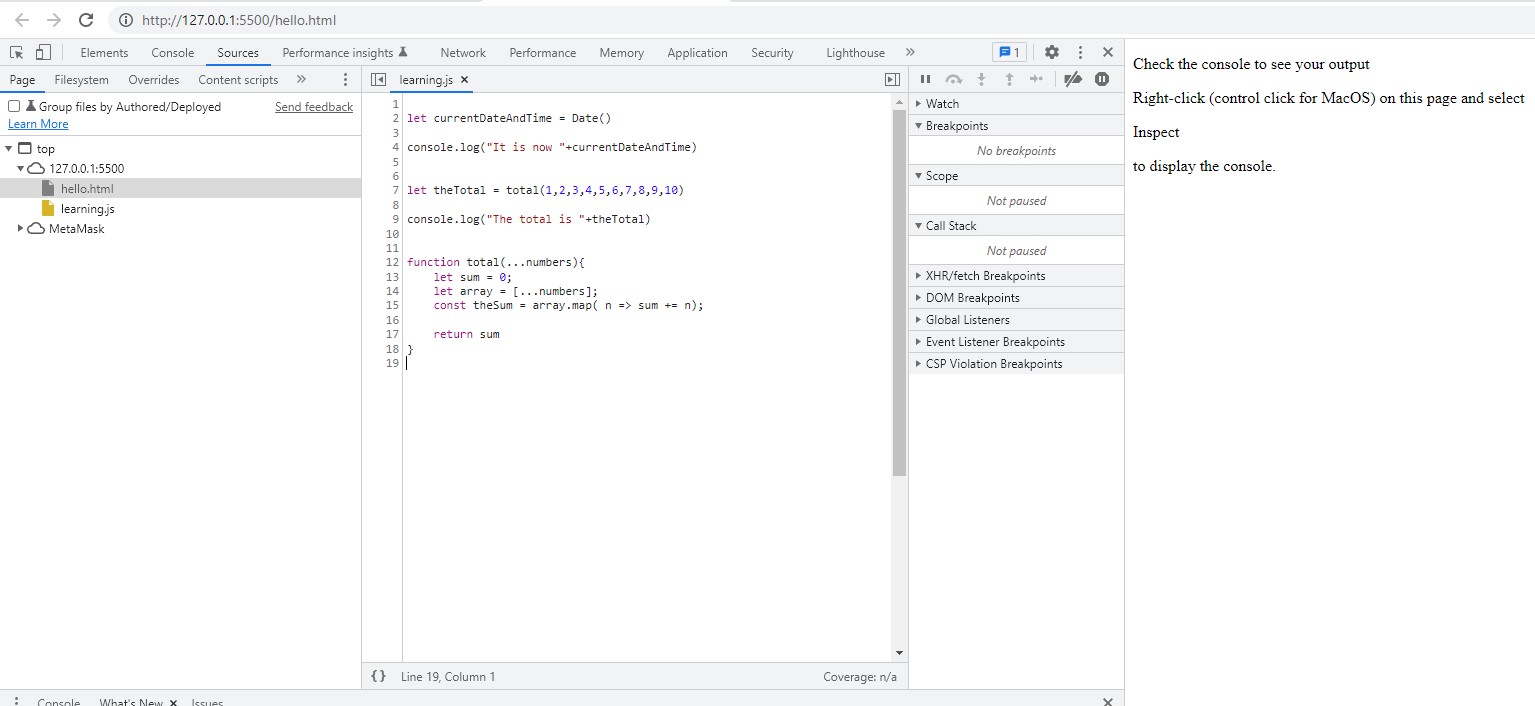 http://127.0.0.1:5500/hello.html
Elements Console Sources Performance insights Network Performance Memory Application Security Lighthouse » 1
Page Filesystem Overrides Content scripts »
Group files by Authored/Deployed Send feedback
Learn More
top
127.0.0.1:5500
hello.html
learning.js
MetaMask
learning.js ×
1
2 let currentDateAndTime = Date()
3
4 console.log("It is now "+currentDateAndTime)
5
6
7 let theTotal = total(1,2,3,4,5,6,7,8,9,10)
8
9 console.log("The total is "+theTotal)
10
11
12 function total(...numbers){
13     let sum = 0;
14     let array = [...numbers];
15     const theSum = array.map( n => sum += n);
16
17     return sum
18 }
19
{} Line 19, Column 1 Coverage: n/a
Watch
Breakpoints
No breakpoints
Scope
Not paused
Call Stack
Not paused
XHR/fetch Breakpoints
DOM Breakpoints
Global Listeners
Event Listener Breakpoints
CSP Violation Breakpoints
Check the console to see your output
Right-click (control click for MacOS) on this page and select
Inspect
to display the console.
Console What's New × Issues